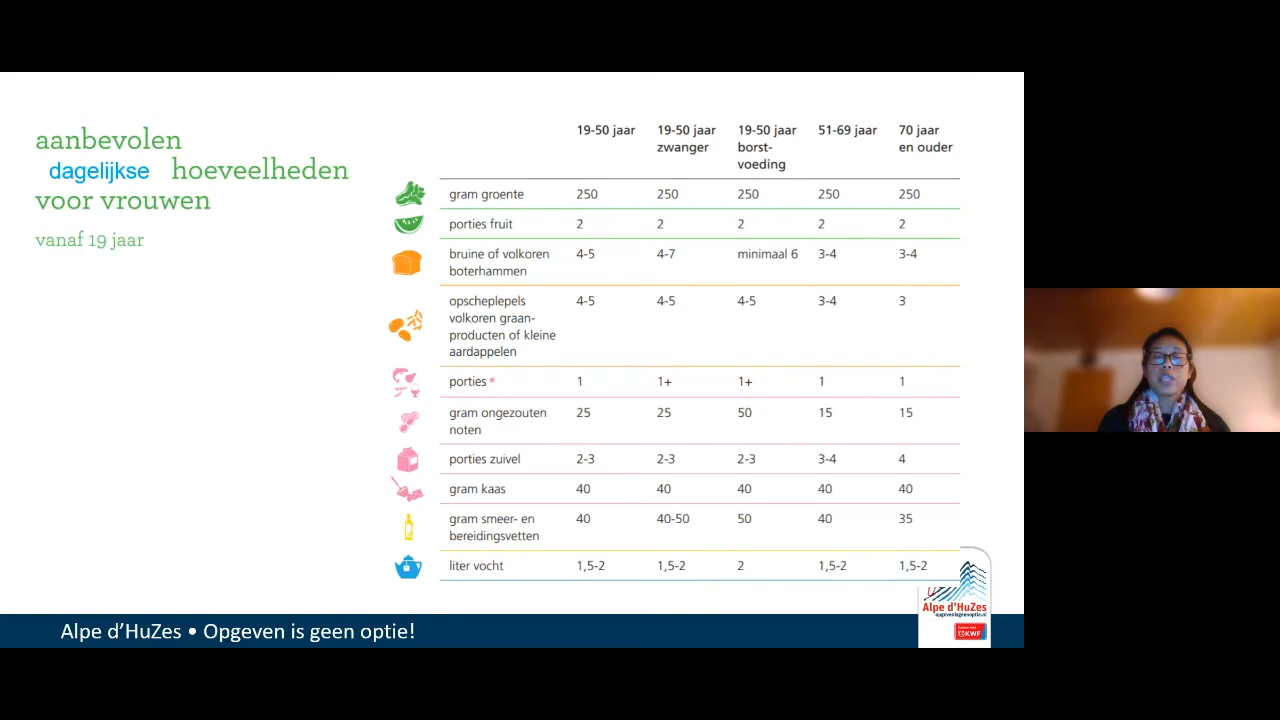 aanbevolen
dagelijkse hoeveelheden
voor vrouwen
vanaf 19 jaar
19-50 jaar 19-50 jaar zwanger 19-50 jaar borst-voeding 51-69 jaar 70 jaar en ouder
gram groente 250 250 250 250 250
porties fruit 2 2 2 2 2
bruine of volkoren 4-5 4-7 minimaal 6 3-4 3-4
boterhammen
opscheplepels 4-5 4-5 4-5 3-4 3
volkoren graan-
producten of kleine
aardappelen
porties * 1 1+ 1+ 1 1
gram ongezouten 25 25 50 15 15
noten
porties zuivel 2-3 2-3 2-3 3-4 4
gram kaas 40 40 40 40 40
gram smeer- en 40 40-50 50 40 35
bereidingsvetten
liter vocht 1,5-2 1,5-2 2 1,5-2 1,5-2
Alpe d'HuZes
opgevenisgeenoptie.nl
KWF
Alpe d’HuZes • Opgeven is geen optie!